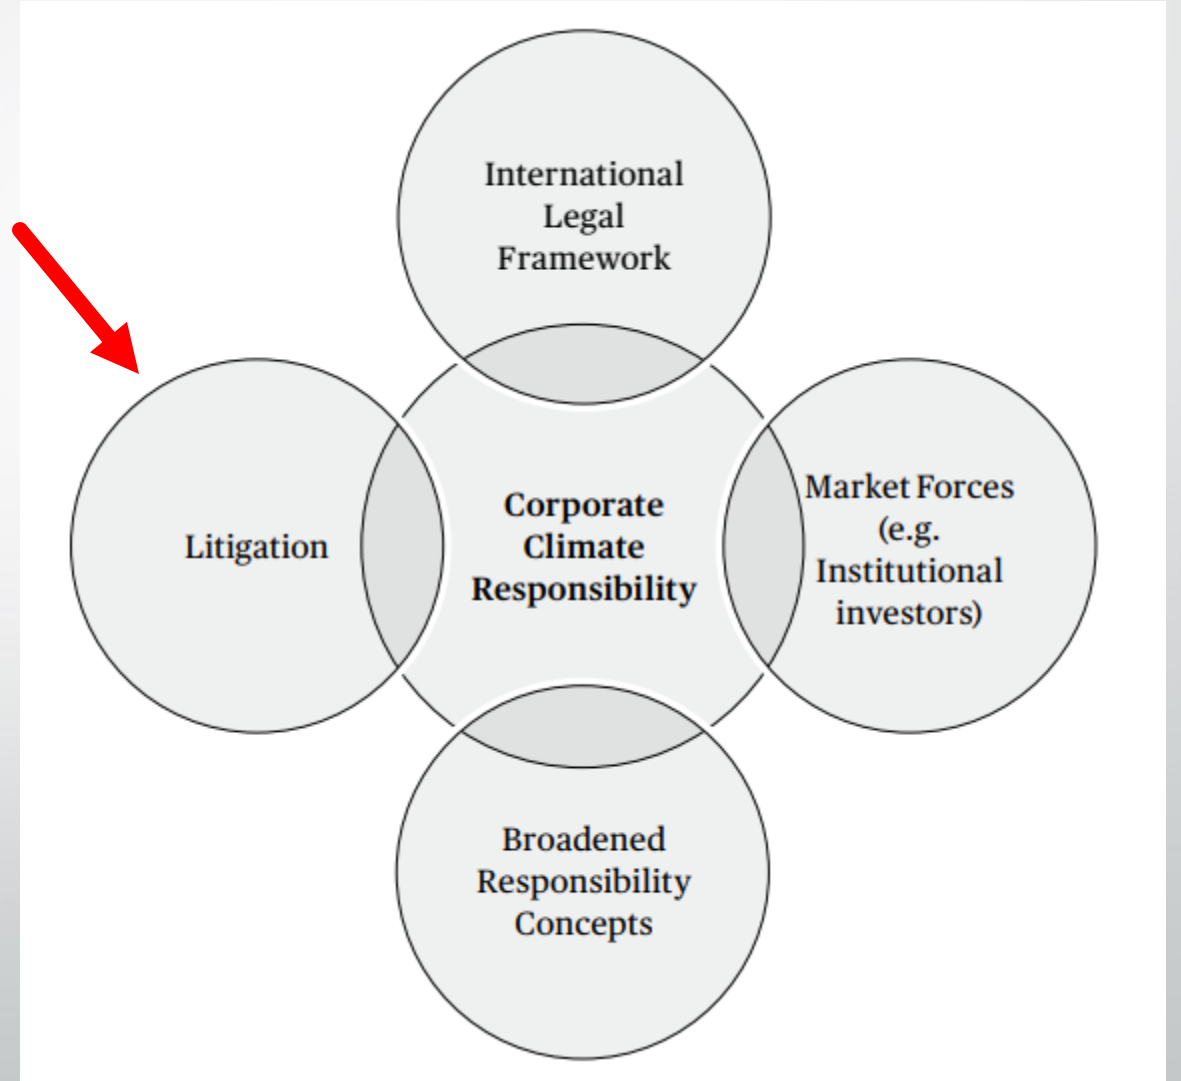 International
Legal
Framework
Litigation
Corporate
Climate
Responsibility
Market Forces
(e.g.
Institutional
investors)
Broadened
Responsibility
Concepts